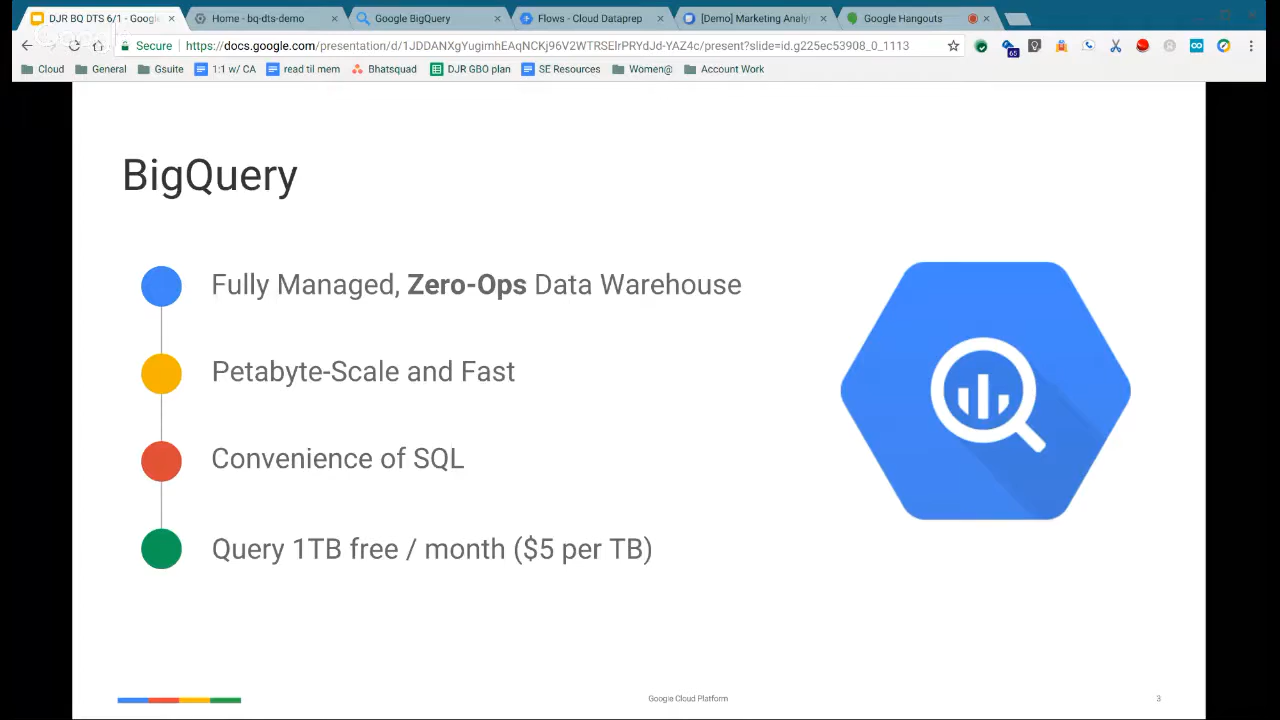 DJR BQ DTS 6/1 - Google
Home - bq-dts-demo
Google BigQuery
Flows - Cloud Dataprep
[Demo] Marketing Analy
Google Hangouts
Secure
https://docs.google.com/presentation/d/1JDDANXgYugimYEAqNCKj96V2WTRSElrPRYdJd-YAZ4c/present?slide=id.g225ec53908_0_1113
65
Cloud
General
Gsuite
1:1 w/ CA
read til mem
Bhatsquad
DJR GBO plan
SE Resources
Women@
Account Work
BigQuery
Fully Managed, Zero-Ops Data Warehouse
Petabyte-Scale and Fast
Convenience of SQL
Query 1TB free / month ($5 per TB)
Google Cloud Platform
3